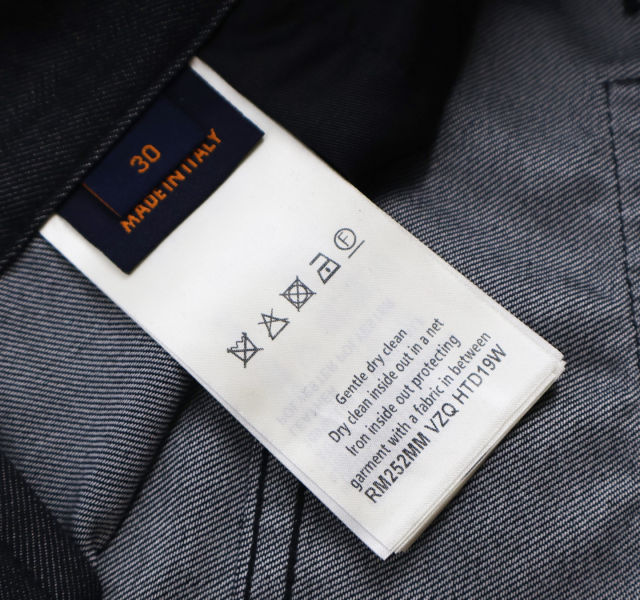 30
MADE IN ITALY
F
Gentle dry clean
Dry clean inside out in a net
Iron inside out protecting
garment with a fabric in between
RM252MM VZQ HTD19W